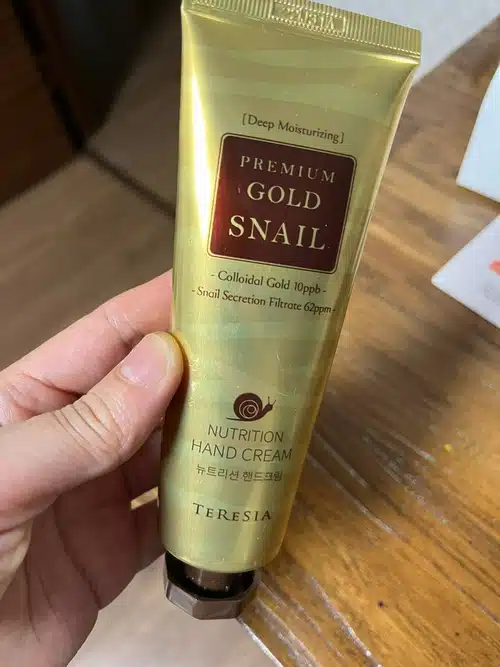 [Deep Moisturizing]
PREMIUM
GOLD
SNAIL
- Colloidal Gold 10ppb -
- Snail Secretion Filtrate 62ppm -
NUTRITION
HAND CREAM
뉴트리션 핸드크림
TERESIA